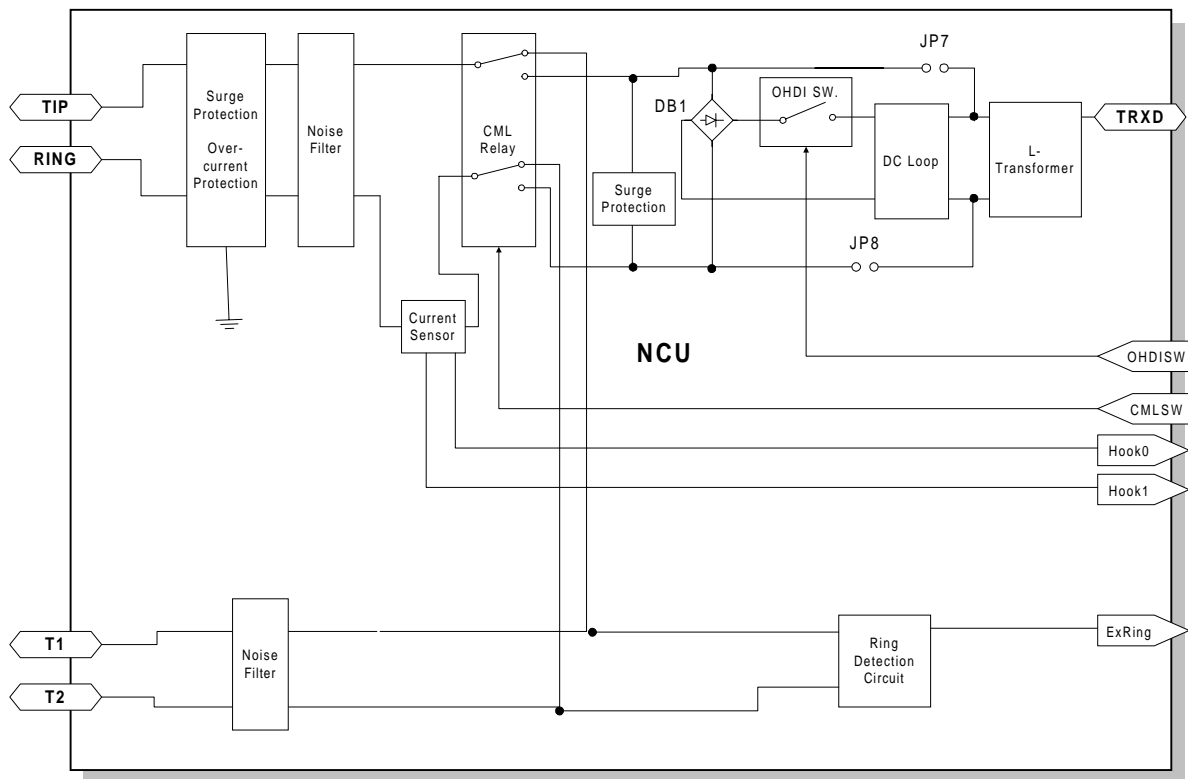 JP7
OHDI SW.
DB1
TIP
RING
Surge
Protection
Over-
current
Protection
Noise
Filter
CML
Relay
Surge
Protection
DC Loop
L-
Transformer
TRXD
JP8
Current
Sensor
NCU
OHDISW
CMLSW
Hook0
Hook1
T1
T2
Noise
Filter
Ring
Detection
Circuit
ExRing